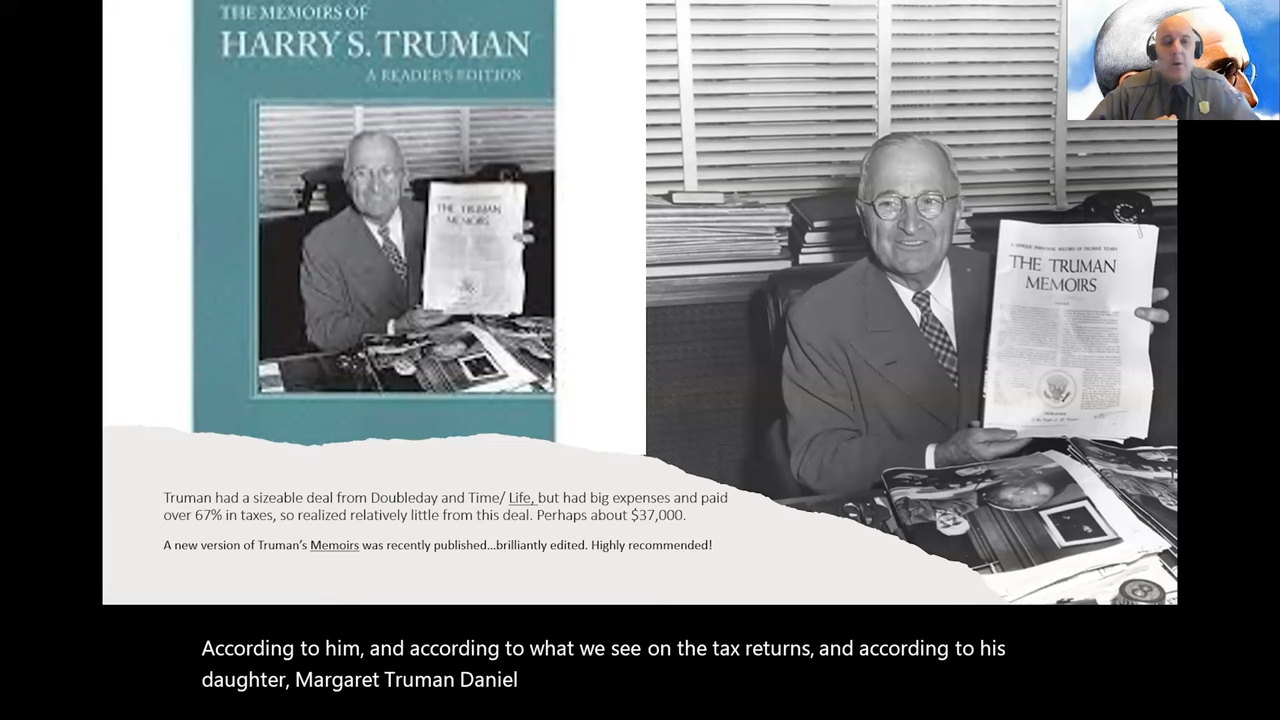 THE MEMOIRS OF
HARRY S. TRUMAN
A READER'S EDITION
THE TRUMAN
MEMOIRS
THE TRUMAN
MEMOIRS
Truman had a sizeable deal from Doubleday and Time/ Life, but had big expenses and paid
over 67% in taxes, so realized relatively little from this deal. Perhaps about $37,000.
A new version of Truman's Memoirs was recently published...brilliantly edited. Highly recommended!
According to him, and according to what we see on the tax returns, and according to his
daughter, Margaret Truman Daniel